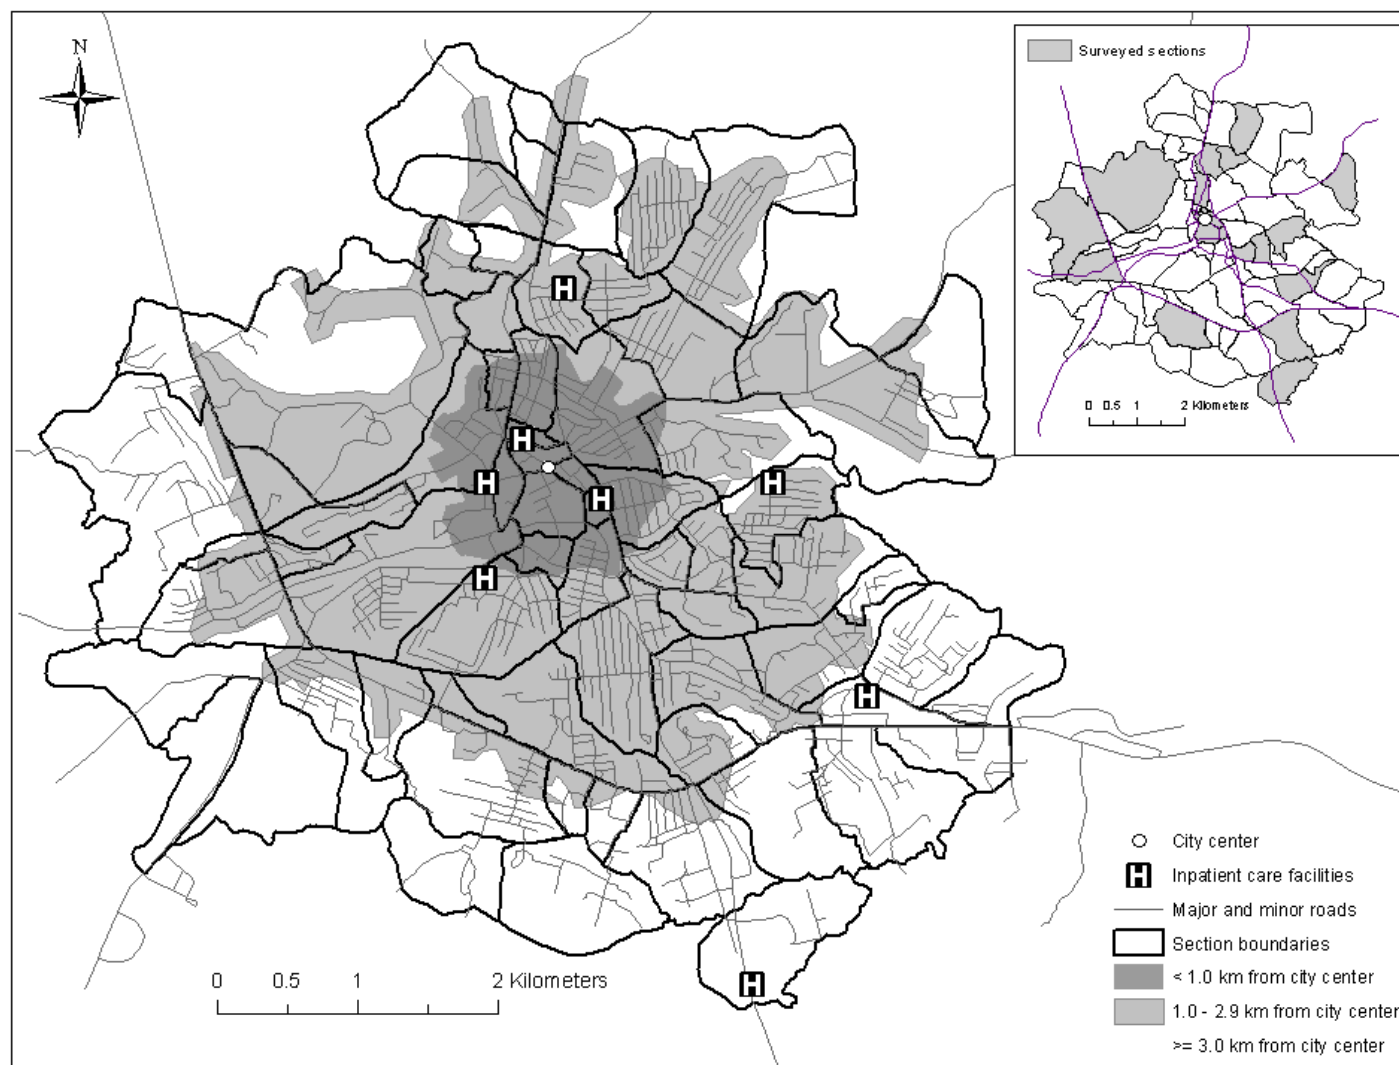 N
Surveyed sections
0 0.5 1 2 Kilometers
H
H
H
H
H
H
H
H
City center
H Inpatient care facilities
Major and minor roads
Section boundaries
< 1.0 km from city center
1.0 - 2.9 km from city center
>= 3.0 km from city center
0 0.5 1 2 Kilometers
H